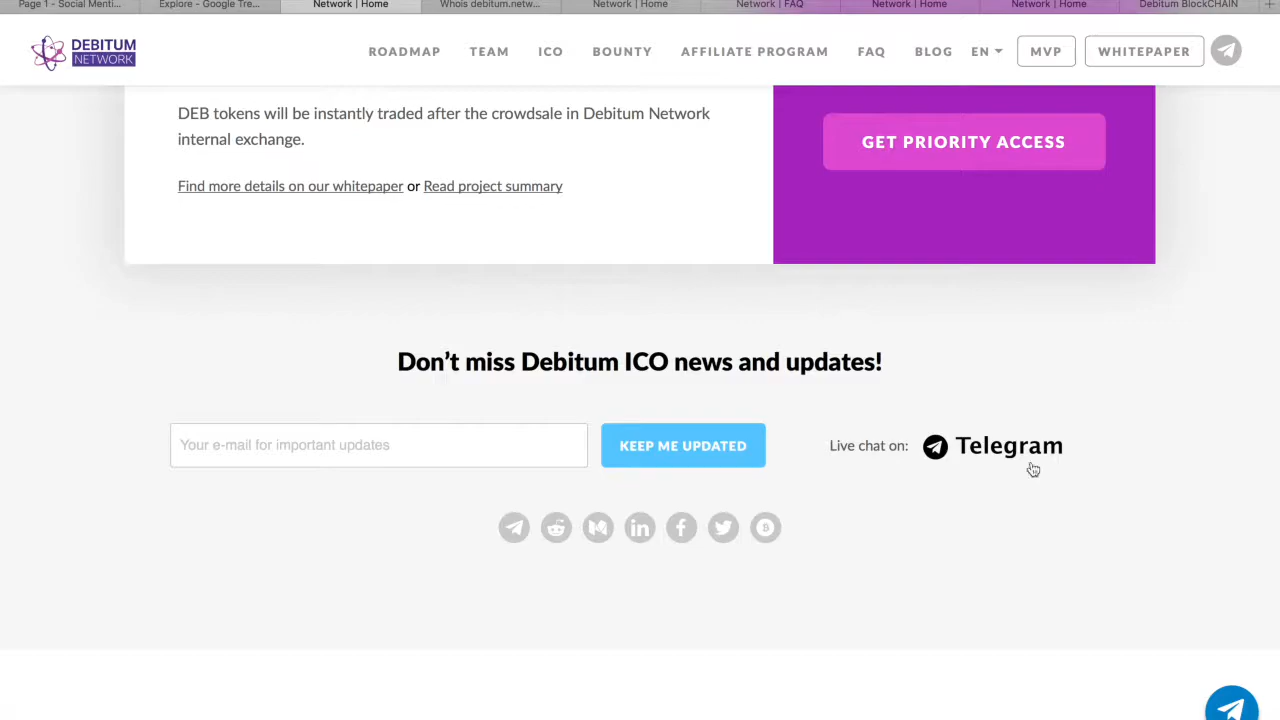 Page 1 - Social Menti...
Explore - Google Tre...
Network | Home
Whois debitum.netw...
Network | Home
Network | FAQ
Network | Home
Network | Home
Debitum BlockCHAIN
DEBITUM
NETWORK
ROADMAP
TEAM
ICO
BOUNTY
AFFILIATE PROGRAM
FAQ
BLOG
EN
MVP
WHITEPAPER
DEB tokens will be instantly traded after the crowdsale in Debitum Network
internal exchange.
Find more details on our whitepaper or Read project summary
GET PRIORITY ACCESS
Don’t miss Debitum ICO news and updates!
Your e-mail for important updates
KEEP ME UPDATED
Live chat on:
Telegram